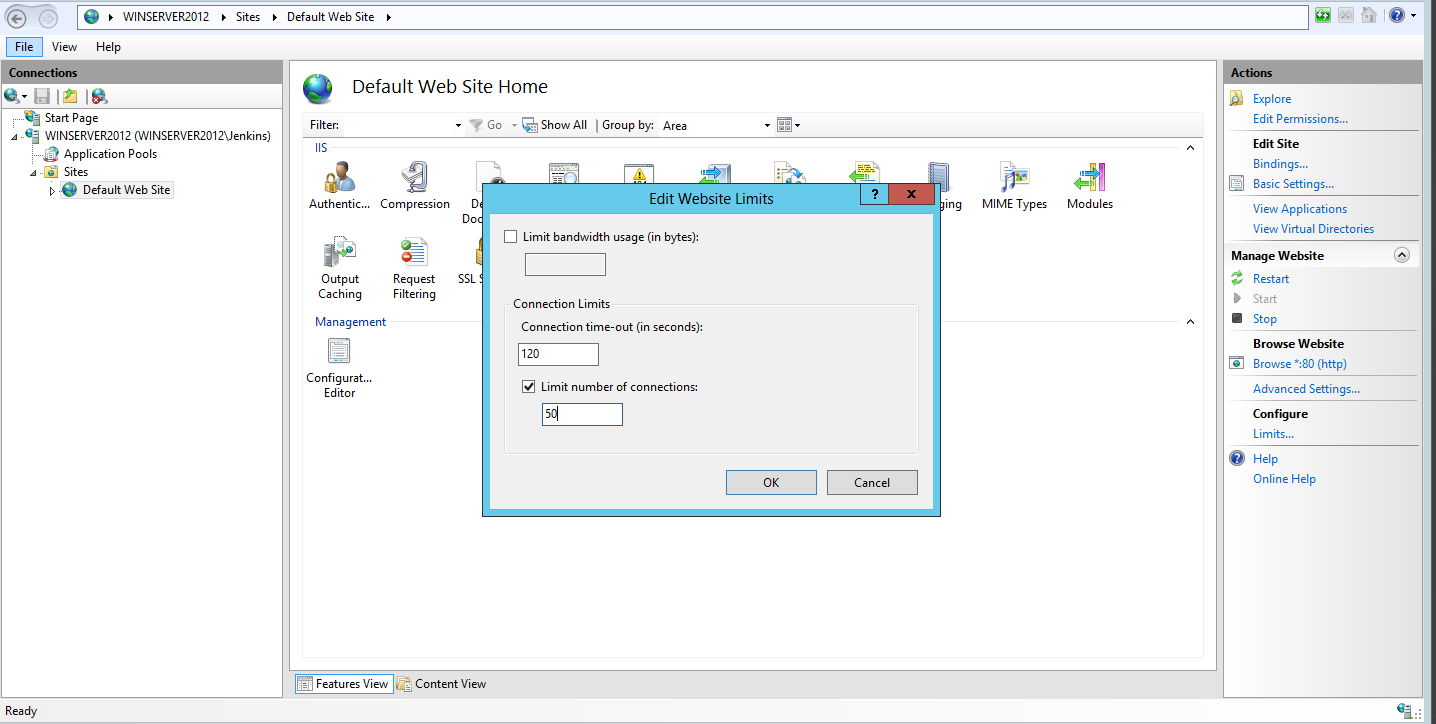 WINSERVER2012 Sites Default Web Site
File View Help
Connections
Start Page
WINSERVER2012 (WINSERVER2012\Jenkins)
Application Pools
Sites
Default Web Site
Default Web Site Home
Filter: Go Show All Group by: Area
IIS
Authentic... Compression MIME Types Modules
Output Caching
Request Filtering
SSL
Management
Configurat...
Editor
Edit Website Limits
? X
Limit bandwidth usage (in bytes):
Connection Limits
Connection time-out (in seconds):
120
Limit number of connections:
50
OK Cancel
Features View Content View
Actions
Explore
Edit Permissions...
Edit Site
Bindings...
Basic Settings...
View Applications
View Virtual Directories
Manage Website
Restart
Start
Stop
Browse Website
Browse *:80 (http)
Advanced Settings...
Configure
Limits...
Help
Online Help
Ready